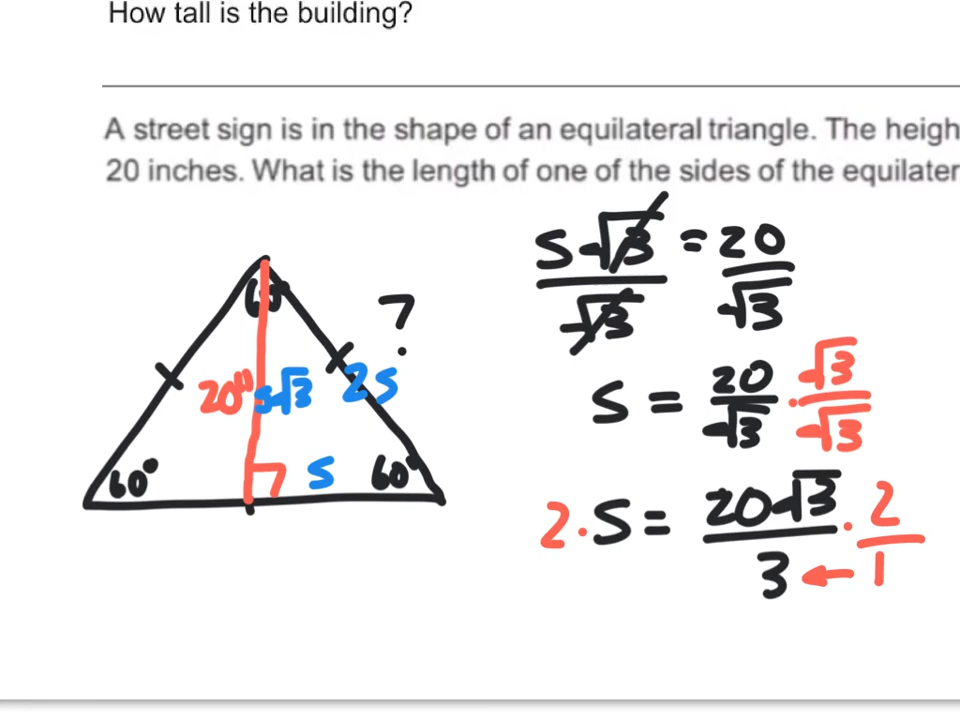 How tall is the building?
A street sign is in the shape of an equilateral triangle. The heigh
20 inches. What is the length of one of the sides of the equilater
s√3 = 20
√3 √3
?
20" s√3 2s
s = 20 · √3
√3 √3
60° s 60°
2·s = 20√3 · 2
3 ← 1